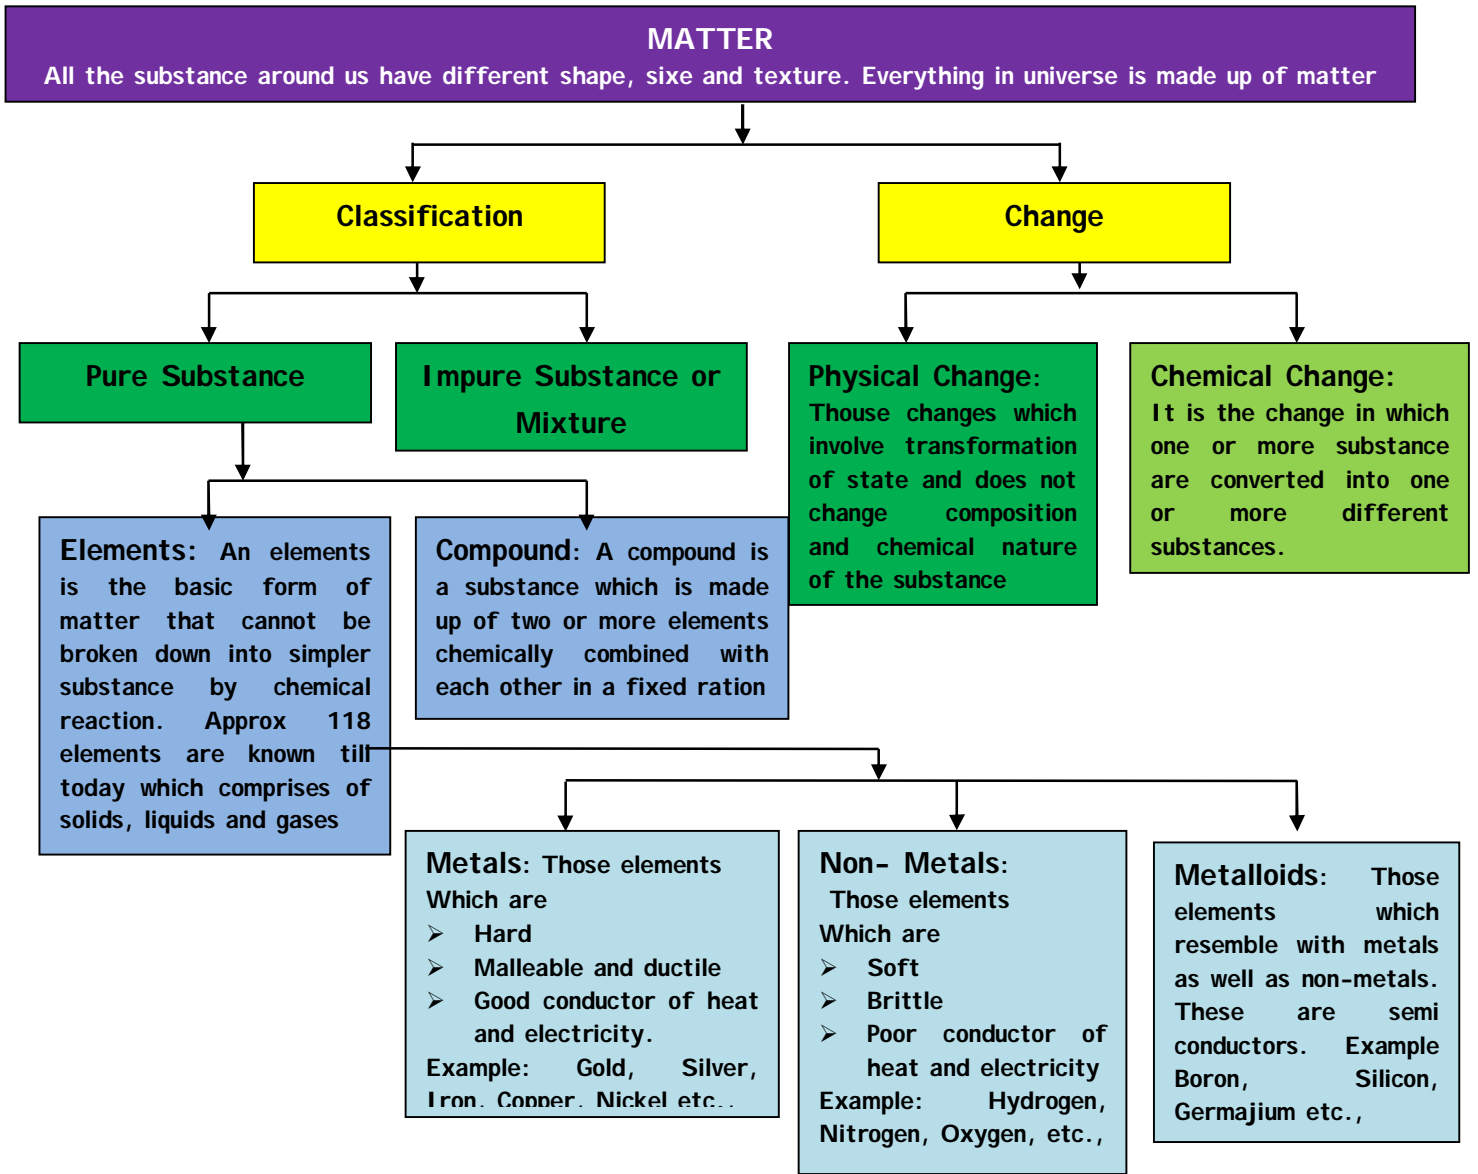 MATTER
All the substance around us have different shape, sixe and texture. Everything in universe is made up of matter
Classification
Change
Pure Substance
Impure Substance or
Mixture
Physical Change:
Thouse changes which
involve transformation
of state and does not
change composition
and chemical nature
of the substance
Chemical Change:
It is the change in which
one or more substance
are converted into one
or more different
substances.
Elements: An elements
is the basic form of
matter that cannot be
broken down into simpler
substance by chemical
reaction. Approx 118
elements are known till
today which comprises of
solids, liquids and gases
Compound: A compound is
a substance which is made
up of two or more elements
chemically combined with
each other in a fixed ration
Metals: Those elements
Which are
➢ Hard
➢ Malleable and ductile
➢ Good conductor of heat
and electricity.
Example: Gold, Silver,
Iron, Copper, Nickel etc.,
Non- Metals:
Those elements
Which are
➢ Soft
➢ Brittle
➢ Poor conductor of
heat and electricity
Example: Hydrogen,
Nitrogen, Oxygen, etc.,
Metalloids: Those
elements which
resemble with metals
as well as non-metals.
These are semi
conductors. Example
Boron, Silicon,
Germajium etc.,